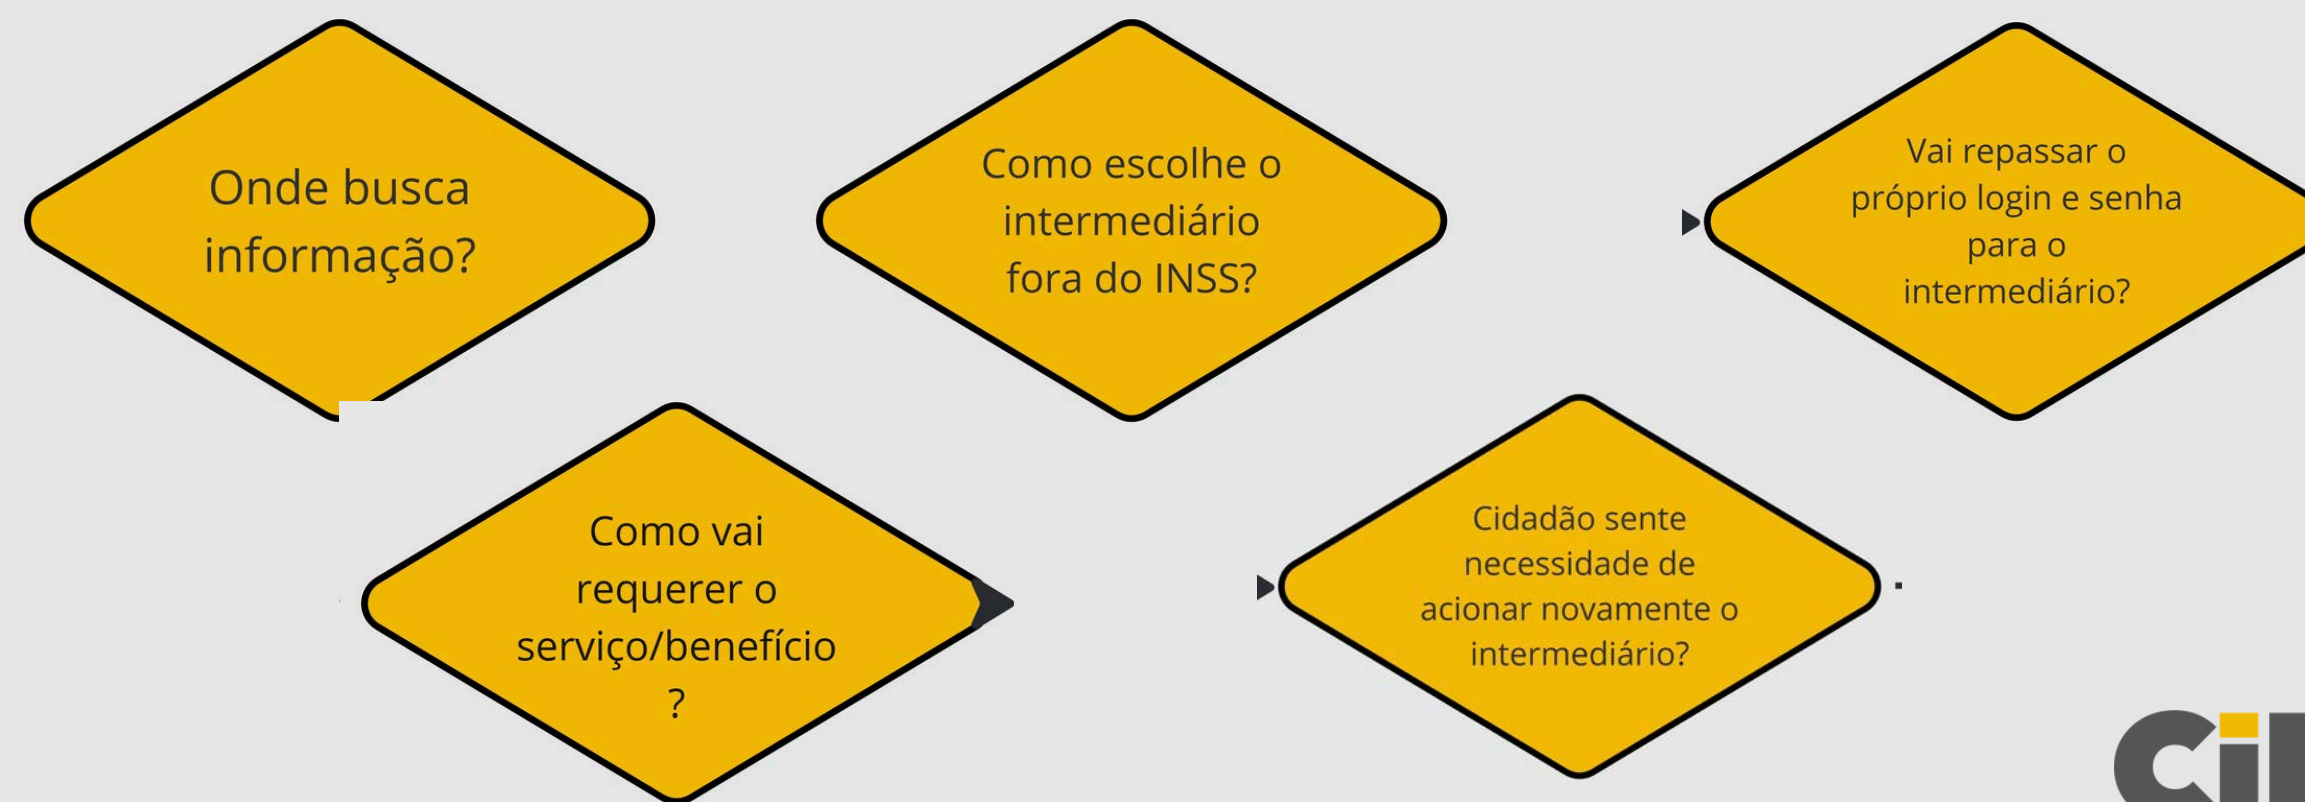 Onde busca
informação?
Como escolhe o
intermediário
fora do INSS?
Vai repassar o
próprio login e senha
para o
intermediário?
Como vai
requerer o
serviço/benefício
?
Cidadão sente
necessidade de
acionar novamente o
intermediário?